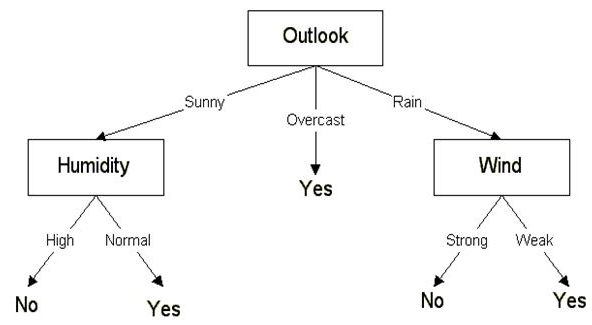 Outlook
Sunny
Overcast
Rain
Humidity
Yes
Wind
High
Normal
Strong
Weak
No
Yes
No
Yes